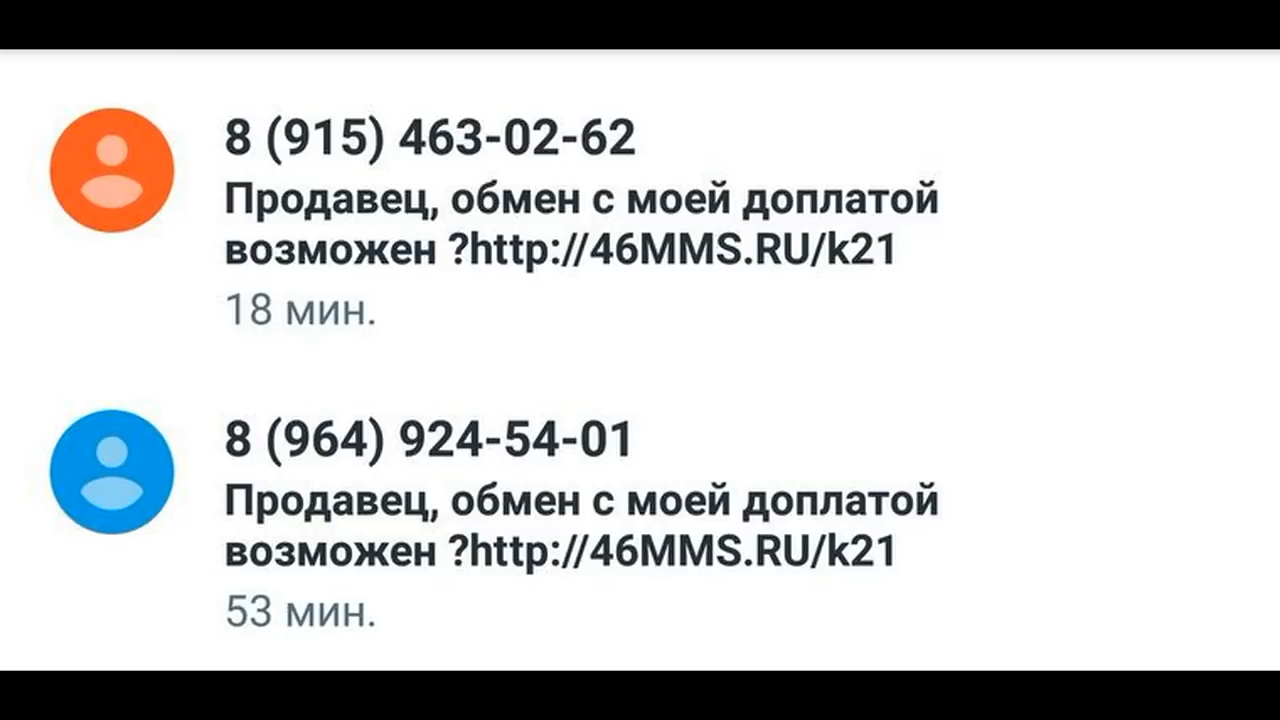 8 (915) 463-02-62
Продавец, обмен с моей доплатой
возможен ?http://46MMS.RU/k21
18 мин.
8 (964) 924-54-01
Продавец, обмен с моей доплатой
возможен ?http://46MMS.RU/k21
53 мин.